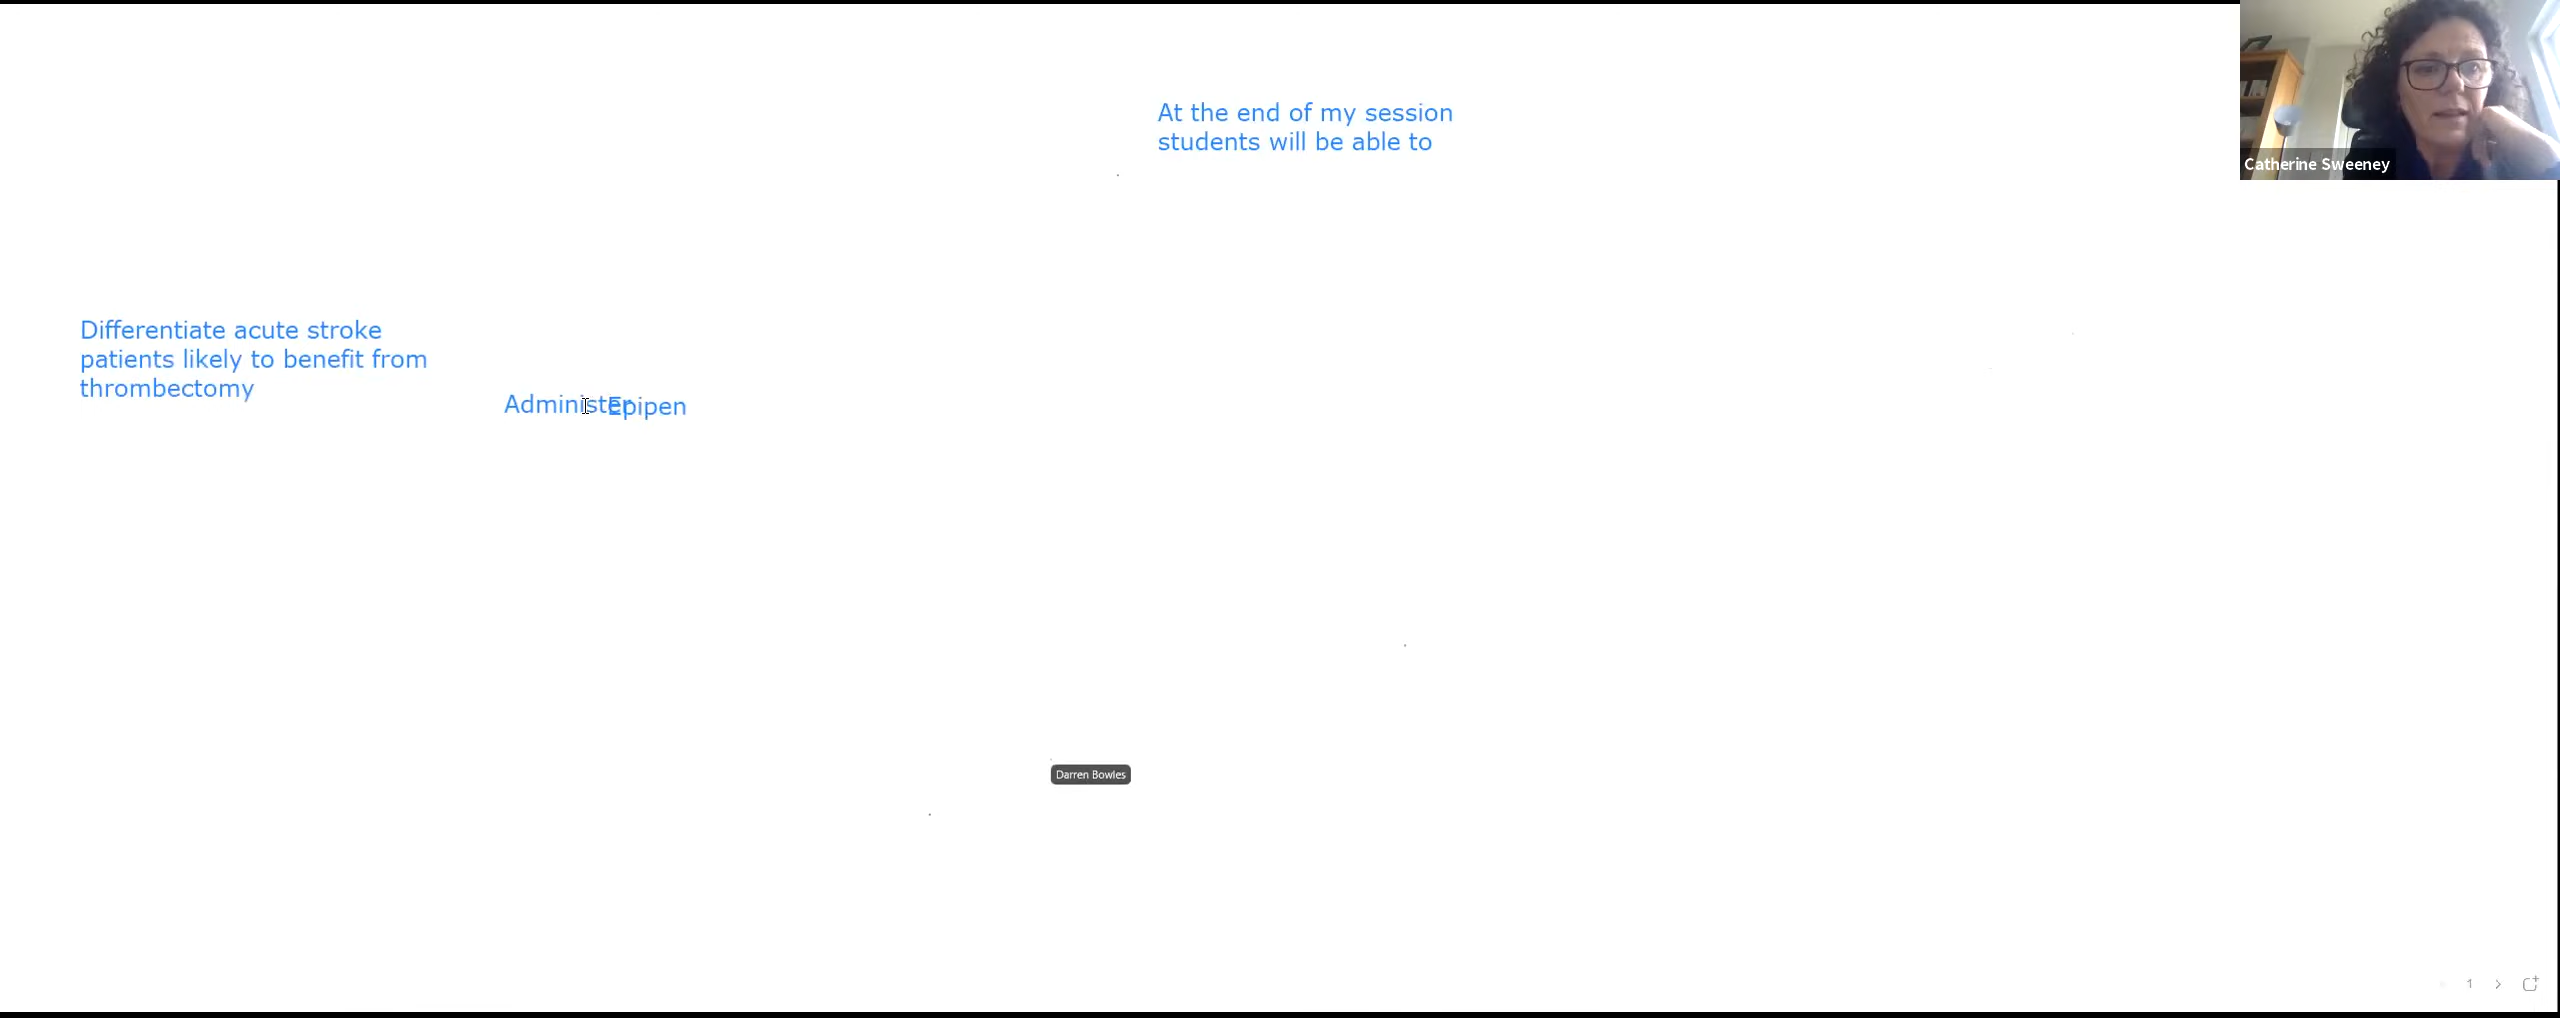 At the end of my session
students will be able to
Catherine Sweeney
Differentiate acute stroke
patients likely to benefit from
thrombectomy
Administer Epipen
Darren Bowles
1